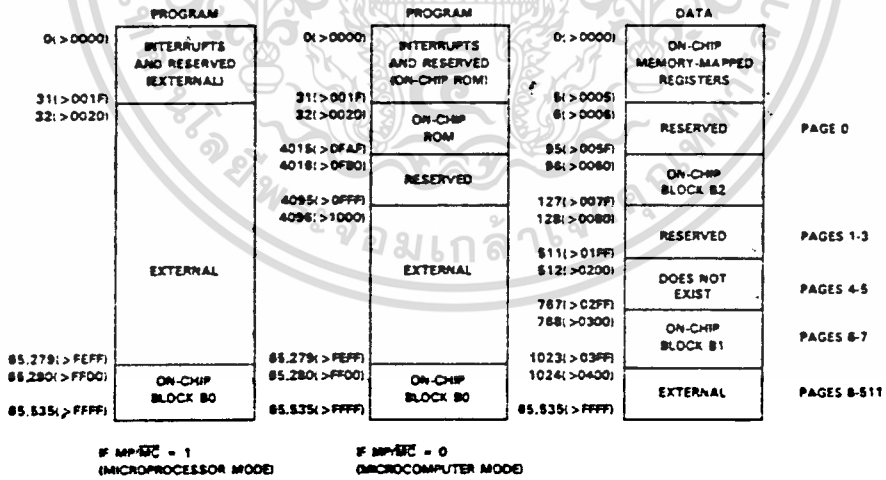 PROGRAM
0(>0000)
INTERRUPTS
AND RESERVED
(EXTERNAL)
31(>001F)
32(>0020)
EXTERNAL
65,279(>FEFF)
65,280(>FF00)
ON-CHIP
BLOCK B0
65,535(>FFFF)
IF MP/MC = 1
(MICROPROCESSOR MODE)
PROGRAM
0(>0000)
INTERRUPTS
AND RESERVED
(ON-CHIP ROM)
31(>001F)
32(>0020)
ON-CHIP
ROM
4015(>0FAF)
4016(>0FB0)
RESERVED
4095(>0FFF)
4096(>1000)
EXTERNAL
65,279(>FEFF)
65,280(>FF00)
ON-CHIP
BLOCK B0
65,535(>FFFF)
IF MP/MC = 0
(MICROCOMPUTER MODE)
DATA
0(>0000)
ON-CHIP
MEMORY-MAPPED
REGISTERS
5(>0005)
6(>0006)
RESERVED
PAGE 0
95(>005F)
96(>0060)
ON-CHIP
BLOCK B2
127(>007F)
128(>0080)
RESERVED
PAGES 1-3
511(>01FF)
512(>0200)
DOES NOT
EXIST
PAGES 4-5
767(>02FF)
768(>0300)
ON-CHIP
BLOCK B1
PAGES 6-7
1023(>03FF)
1024(>0400)
EXTERNAL
PAGES 8-511
65,535(>FFFF)